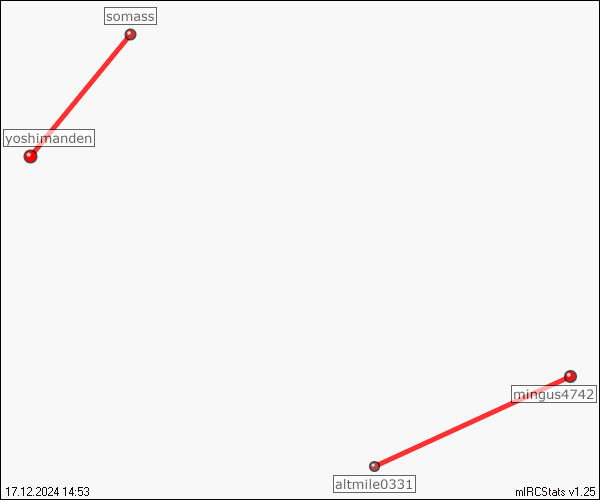 somass
yoshimanden
mingus4742
altmile0331
17.12.2024 14:53
mIRCStats v1.25